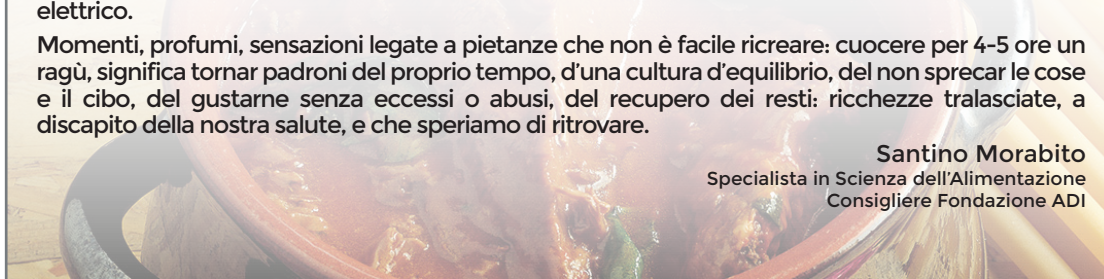 elettrico.
Momenti, profumi, sensazioni legate a pietanze che non è facile ricreare: cuocere per 4-5 ore un
ragù, significa tornar padroni del proprio tempo, d’una cultura d’equilibrio, del non sprecar le cose
e il cibo, del gustarne senza eccessi o abusi, del recupero dei resti: ricchezze tralasciate, a
discapito della nostra salute, e che speriamo di ritrovare.
Santino Morabito
Specialista in Scienza dell’Alimentazione
Consigliere Fondazione ADI